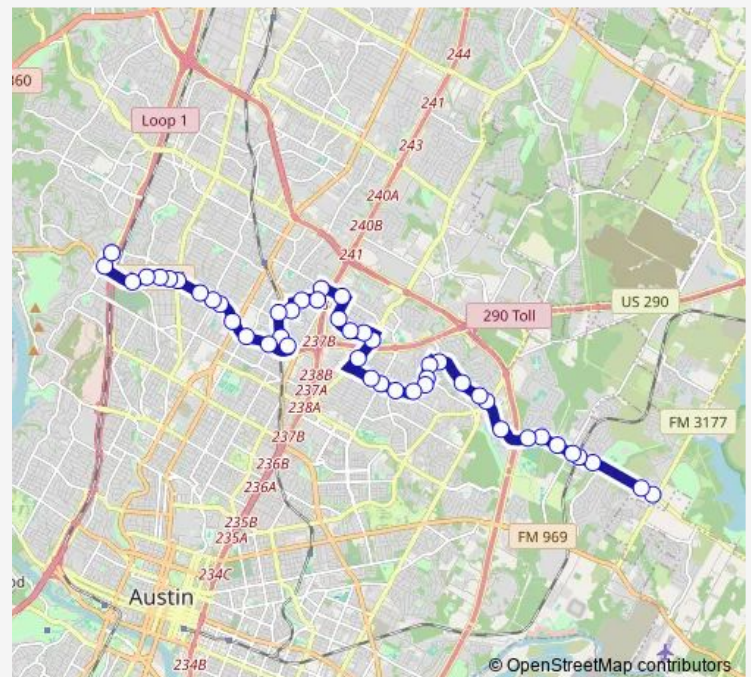 244
360
241
Loop 1
243
240A
240B
241
290 Toll
US 290
237B
238B
237A
238A
FM 3177
237B
236B
236A
235B
235A
FM 969
234C
Austin
234B
© OpenStreetMap contributors